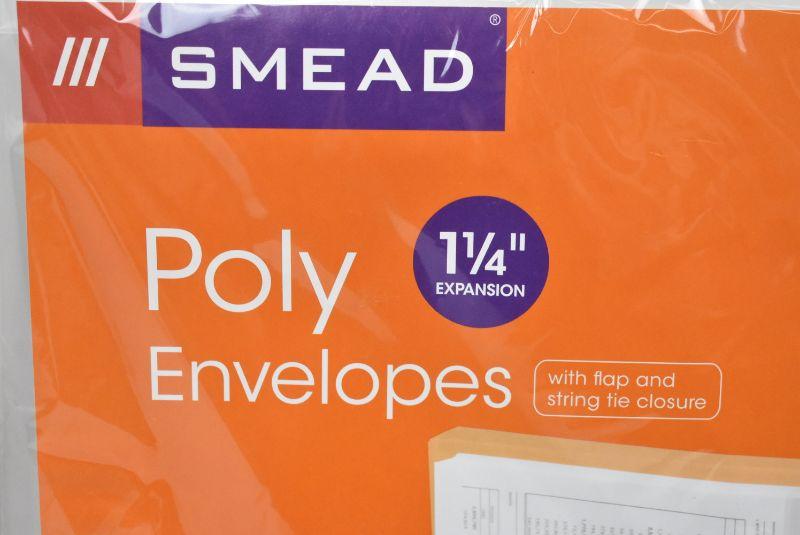 /// SMEAD®
1¼"
EXPANSION
Poly
Envelopes
with flap and
string tie closure